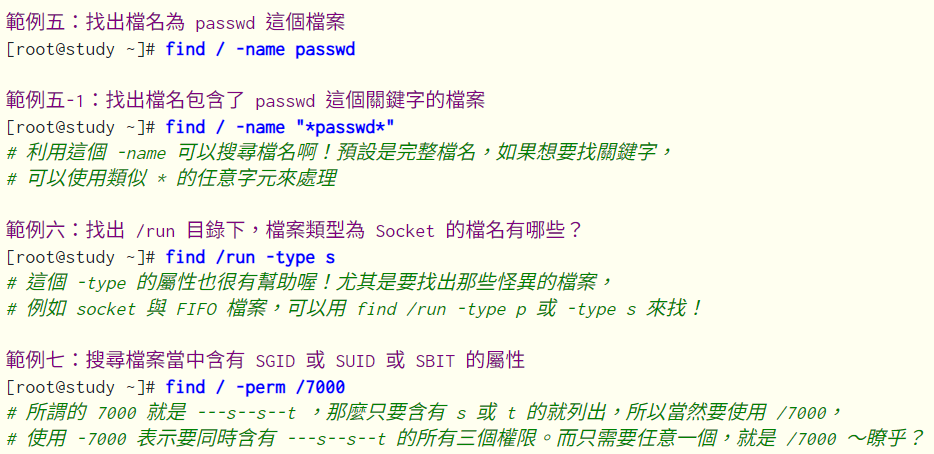 範例五：找出檔名為 passwd 這個檔案
[root@study ~]# find / -name passwd
範例五-1：找出檔名包含了 passwd 這個關鍵字的檔案
[root@study ~]# find / -name "*passwd*"
# 利用這個 -name 可以搜尋檔名啊！預設是完整檔名，如果想要找關鍵字，
# 可以使用類似 * 的任意字元來處理
範例六：找出 /run 目錄下，檔案類型為 Socket 的檔名有哪些？
[root@study ~]# find /run -type s
# 這個 -type 的屬性也很有幫助喔！尤其是要找出那些怪異的檔案，
# 例如 socket 與 FIFO 檔案，可以用 find /run -type p 或 -type s 來找！
範例七：搜尋檔案當中含有 SGID 或 SUID 或 SBIT 的屬性
[root@study ~]# find / -perm /7000
# 所謂的 7000 就是 ---s--s--t ，那麼只要含有 s 或 t 的就列出，所以當然要使用 /7000，
# 使用 -7000 表示要同時含有 ---s--s--t 的所有三個權限。而只需要任意一個，就是 /7000 ～瞭乎？